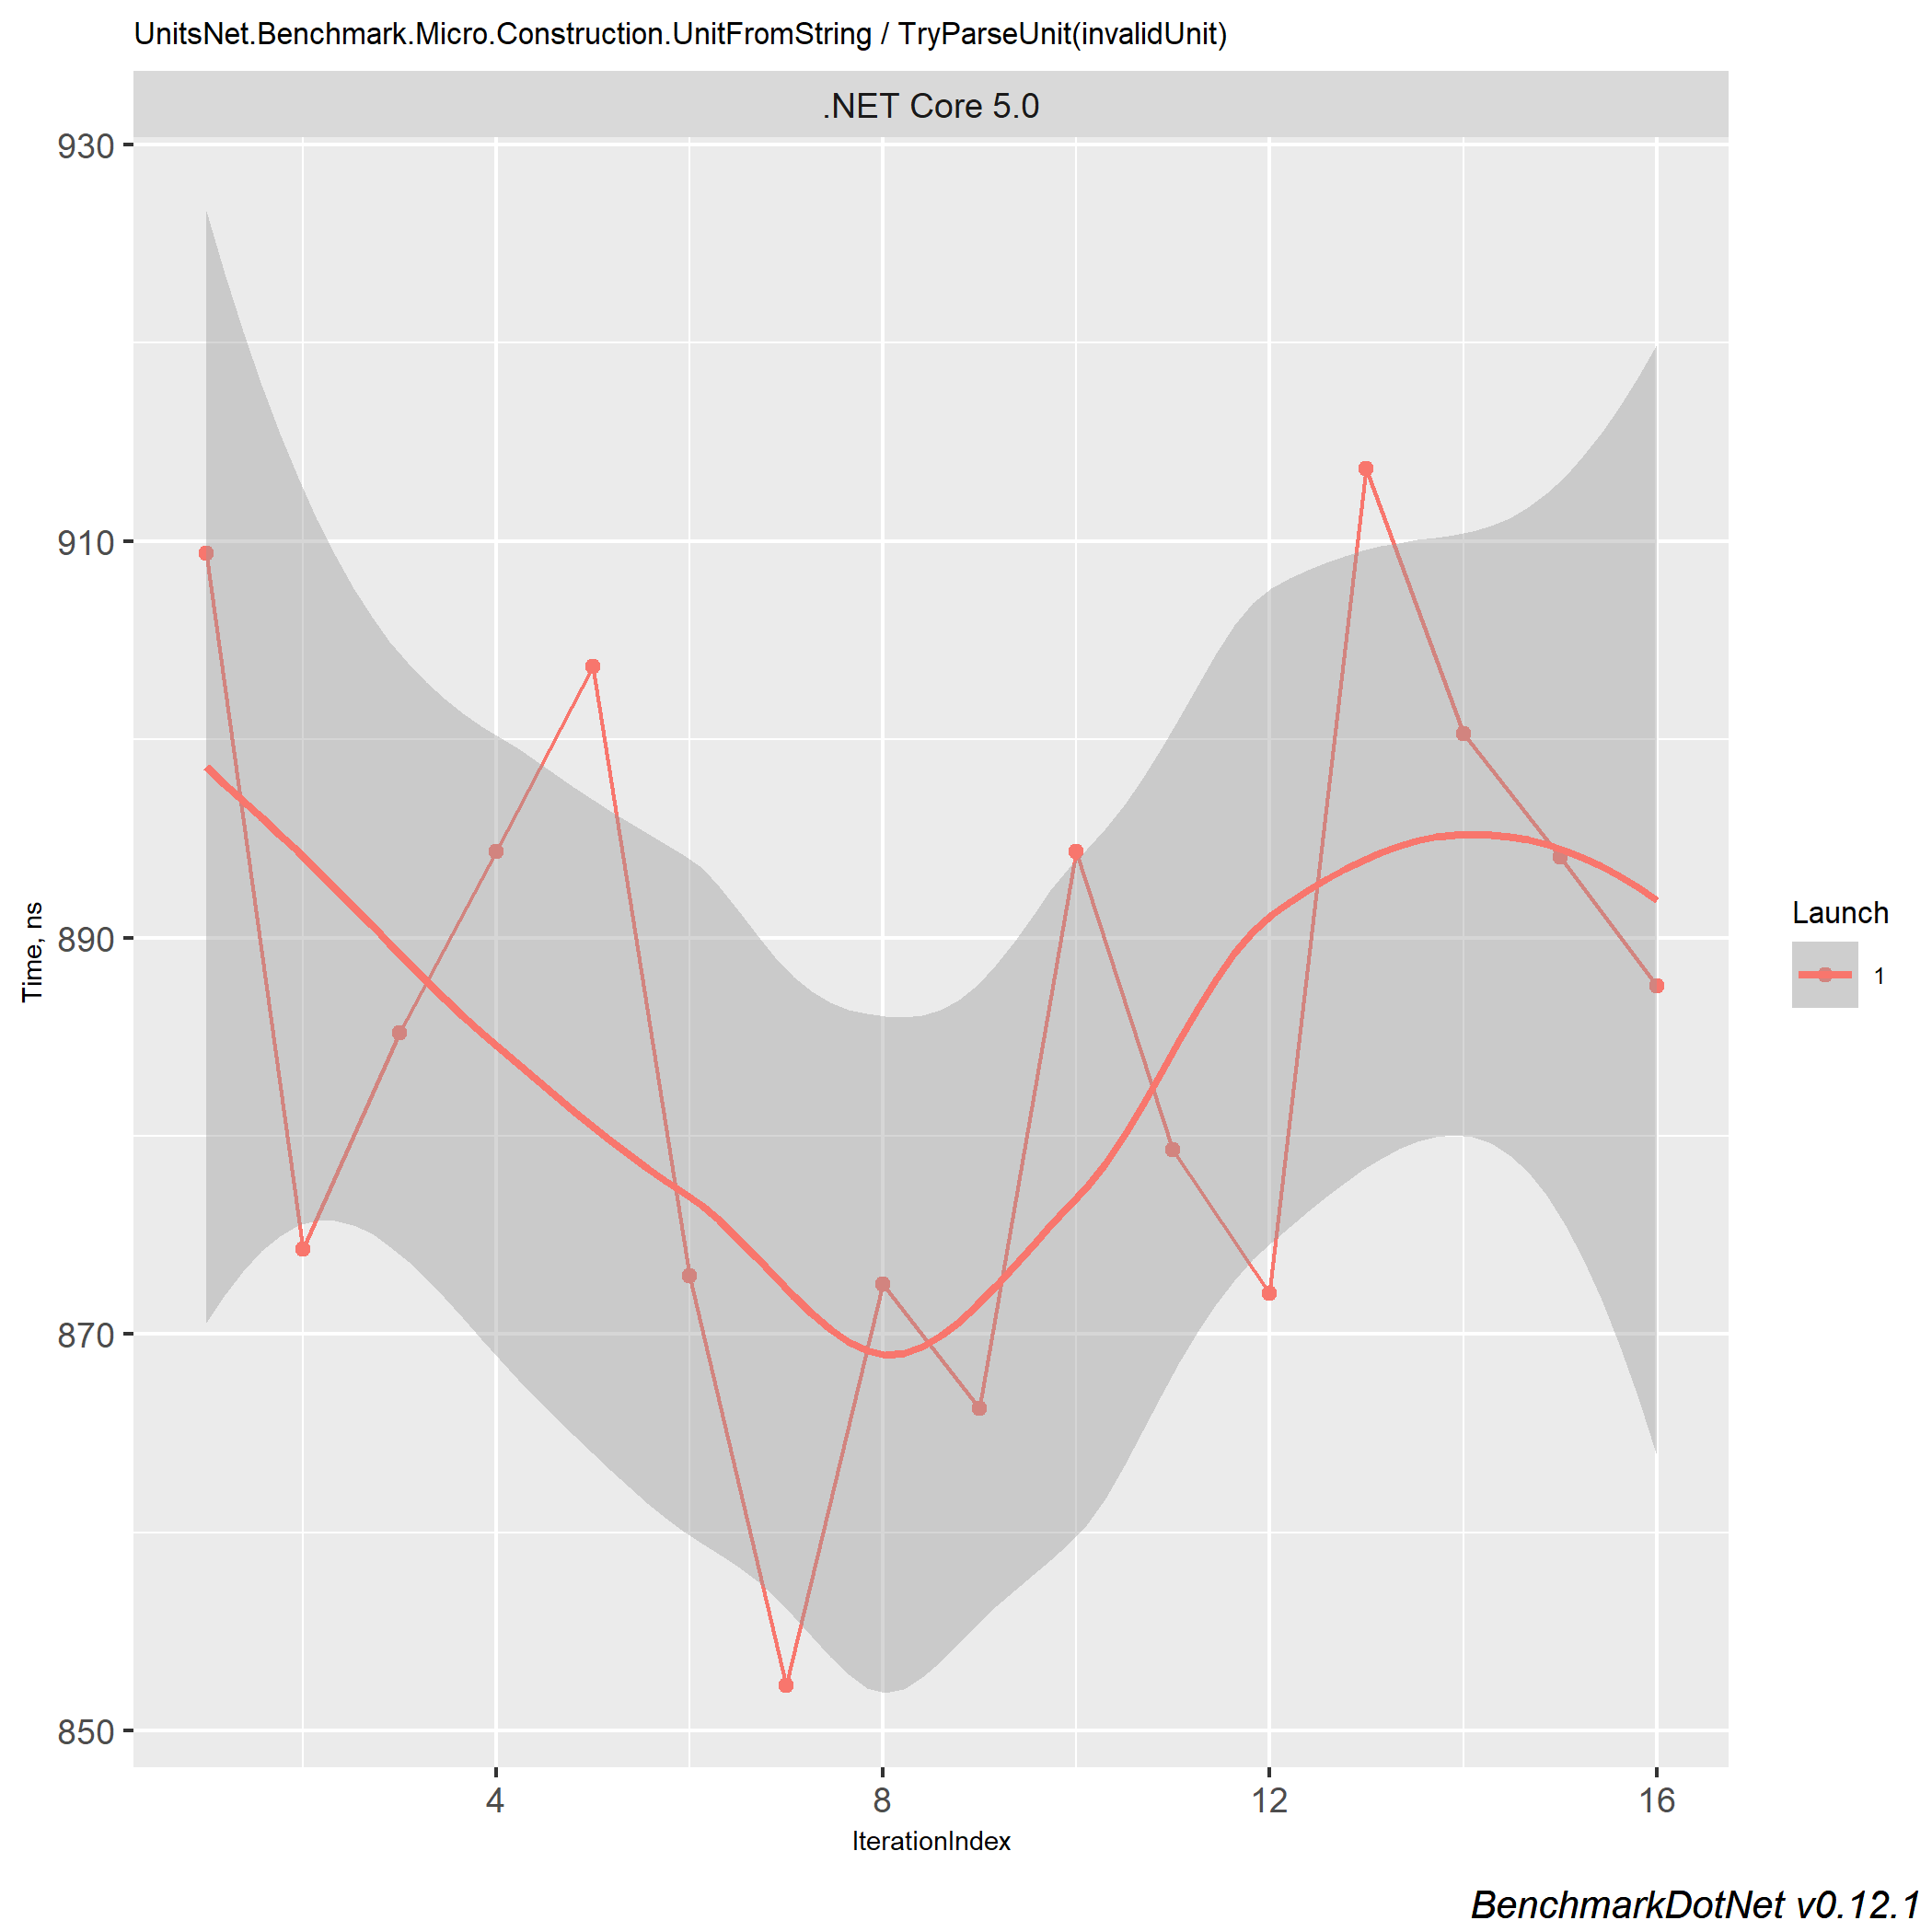 UnitsNet.Benchmark.Micro.Construction.UnitFromString / TryParseUnit(invalidUnit)
.NET Core 5.0
930
910
890
870
850
Time, ns
4
8
12
16
IterationIndex
Launch
1
BenchmarkDotNet v0.12.1